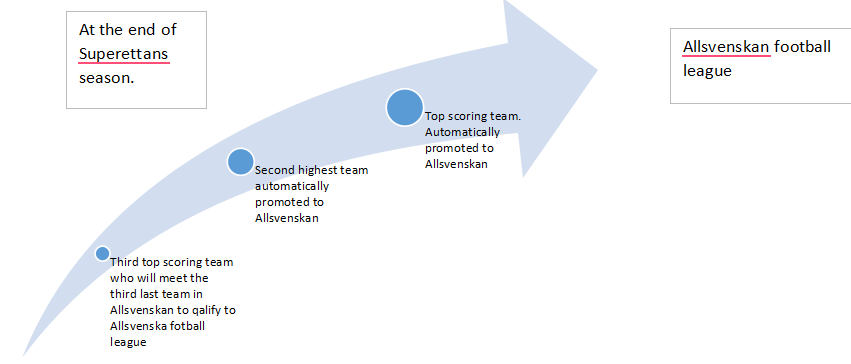 At the end of
Superettans
season.
Allsvenskan football
league
Top scoring team.
Automatically
promoted to
Allsvenskan
Second highest team
automatically
promoted to
Allsvenskan
Third top scoring team
who will meet the
third last team in
Allsvenskan to qalify to
Allsvenska fotball
league